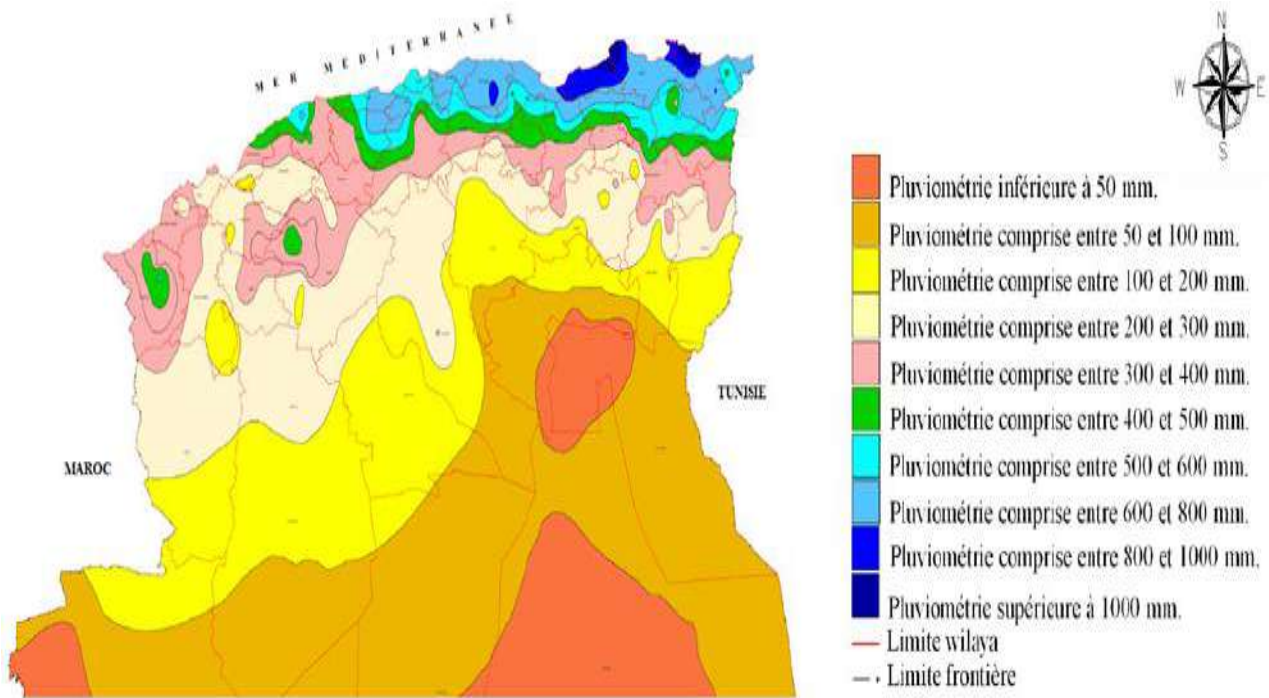 MER MEDITERRANEE
N
W E
S
Pluviométrie inférieure à 50 mm.
Pluviométrie comprise entre 50 et 100 mm.
Pluviométrie comprise entre 100 et 200 mm.
Pluviométrie comprise entre 200 et 300 mm.
Pluviométrie comprise entre 300 et 400 mm.
Pluviométrie comprise entre 400 et 500 mm.
Pluviométrie comprise entre 500 et 600 mm.
Pluviométrie comprise entre 600 et 800 mm.
Pluviométrie comprise entre 800 et 1000 mm.
Pluviométrie supérieure à 1000 mm.
Limite wilaya
Limite frontière
TUNISIE
MAROC